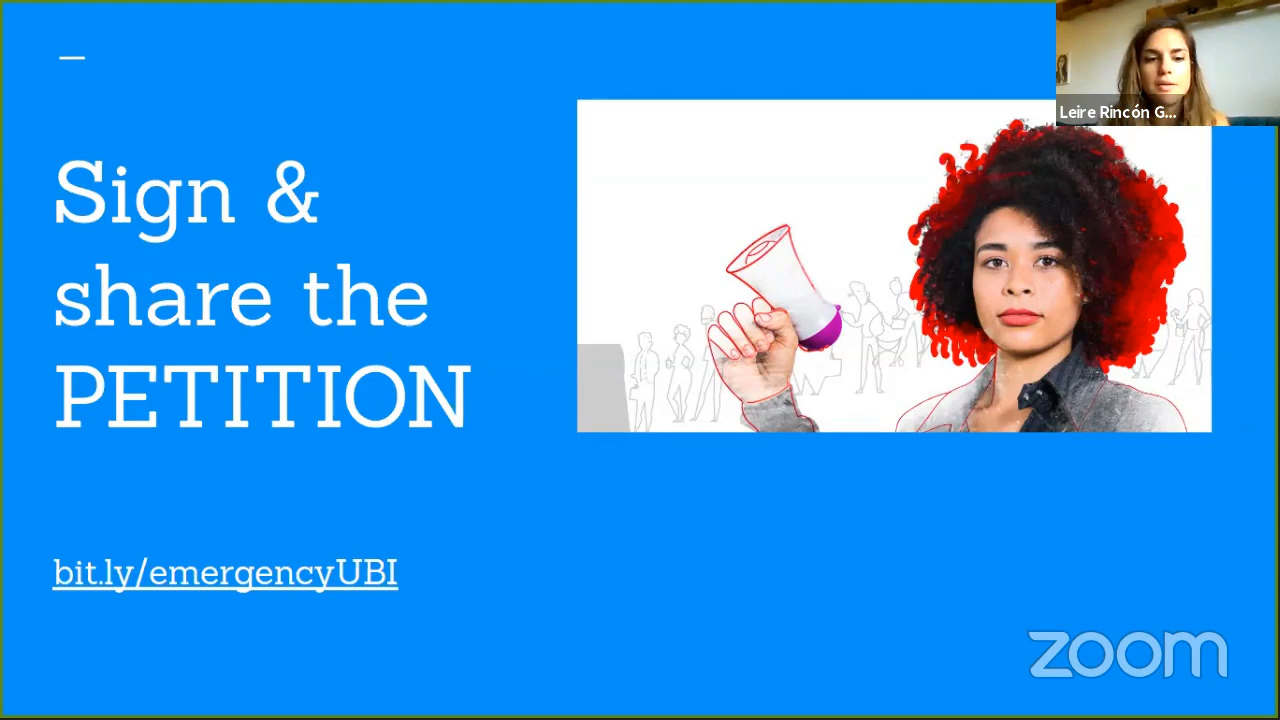 Sign &
share the
PETITION
bit.ly/emergencyUBI
Leire Rincón G...
zoom